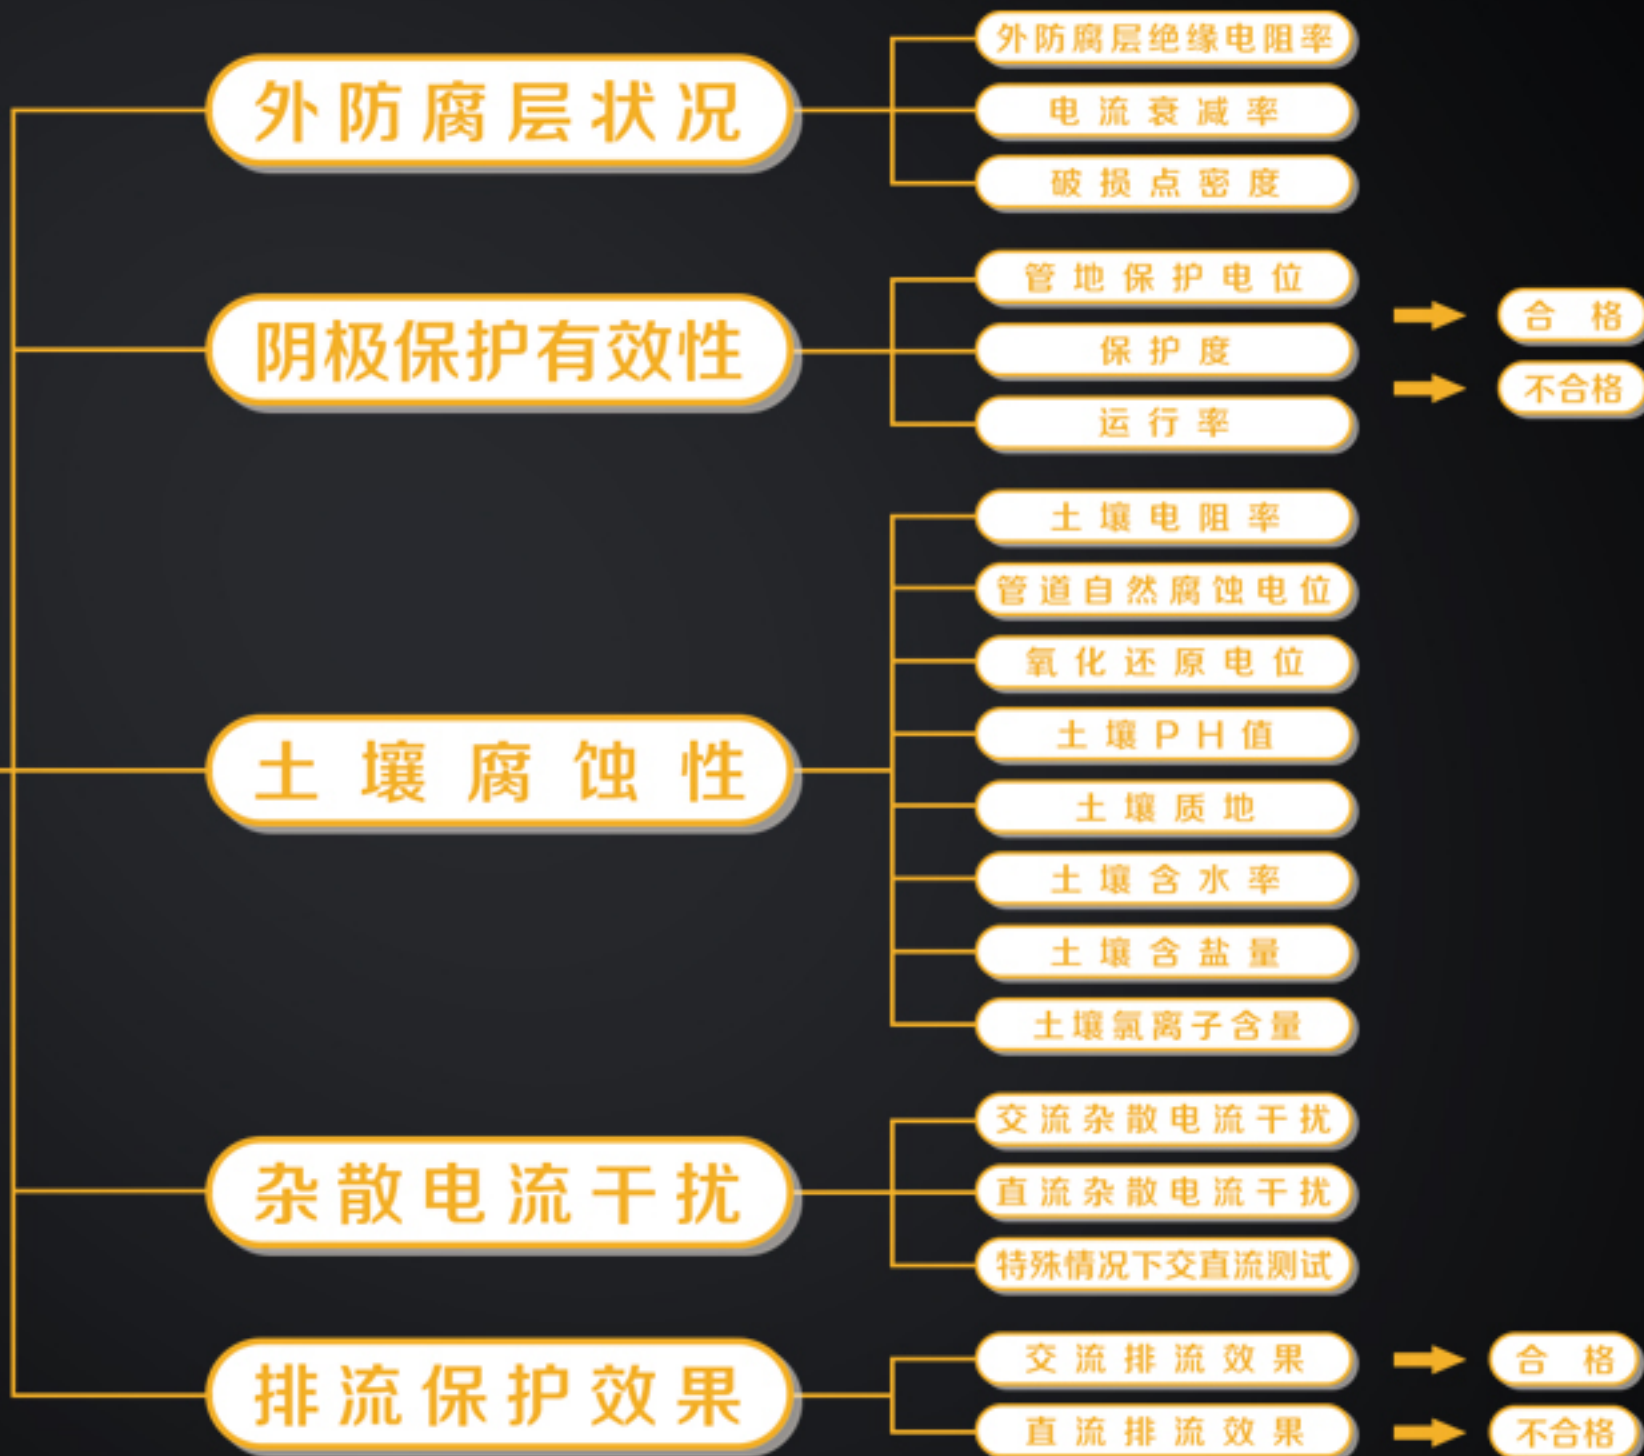 外防腐层状况
外防腐层绝缘电阻率
电流衰减率
破损点密度
阴极保护有效性
管地保护电位
保护度
运行率
合格
不合格
土壤腐蚀性
土壤电阻率
管道自然腐蚀电位
氧化还原电位
土壤PH值
土壤质地
土壤含水率
土壤含盐量
土壤氯离子含量
杂散电流干扰
交流杂散电流干扰
直流杂散电流干扰
特殊情况下交直流测试
排流保护效果
交流排流效果
合格
直流排流效果
不合格